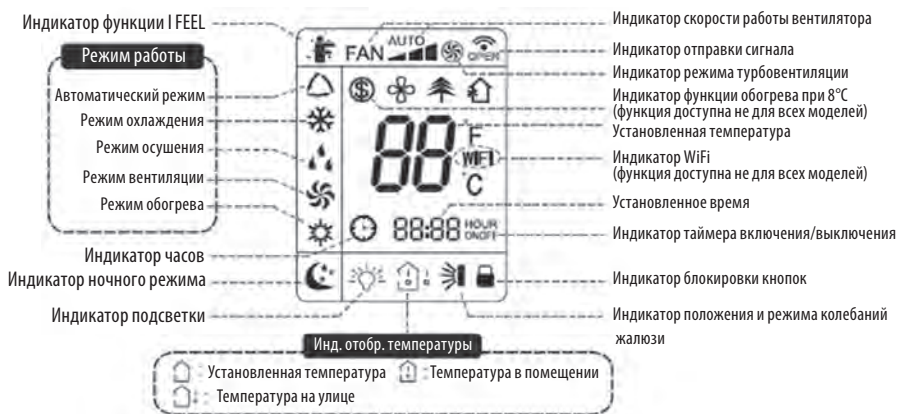 Индикатор функции I FEEL
Режим работы
Автоматический режим
Режим охлаждения
Режим осушения
Режим вентиляции
Режим обогрева
Индикатор часов
Индикатор ночного режима
Индикатор подсветки
FAN AUTO OPER
F
88 WIFI
C
88:88 HOUR
ONOFF
Индикатор скорости работы вентилятора
Индикатор отправки сигнала
Индикатор режима турбовентиляции
Индикатор функции обогрева при 8°C
(функция доступна не для всех моделей)
Установленная температура
Индикатор WiFi
(функция доступна не для всех моделей)
Установленное время
Индикатор таймера включения/выключения
Индикатор блокировки кнопок
Индикатор положения и режима колебаний
жалюзи
Инд. отобр. температуры
: Установленная температура : Температура в помещении
: Температура на улице